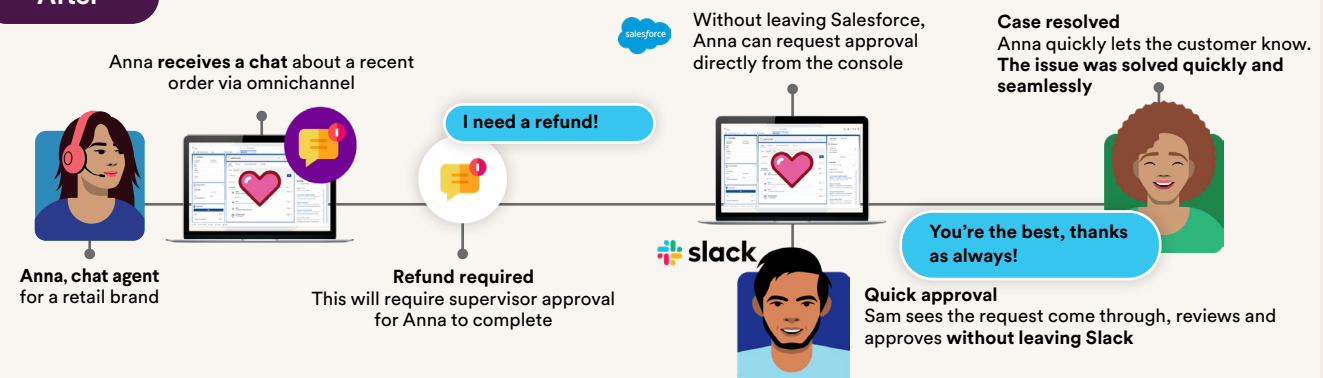 After
Anna receives a chat about a recent
order via omnichannel
I need a refund!
Anna, chat agent
for a retail brand
Refund required
This will require supervisor approval
for Anna to complete
salesforce
Without leaving Salesforce,
Anna can request approval
directly from the console
slack
Quick approval
Sam sees the request come through, reviews and
approves without leaving Slack
Case resolved
Anna quickly lets the customer know.
The issue was solved quickly and
seamlessly
You’re the best, thanks
as always!